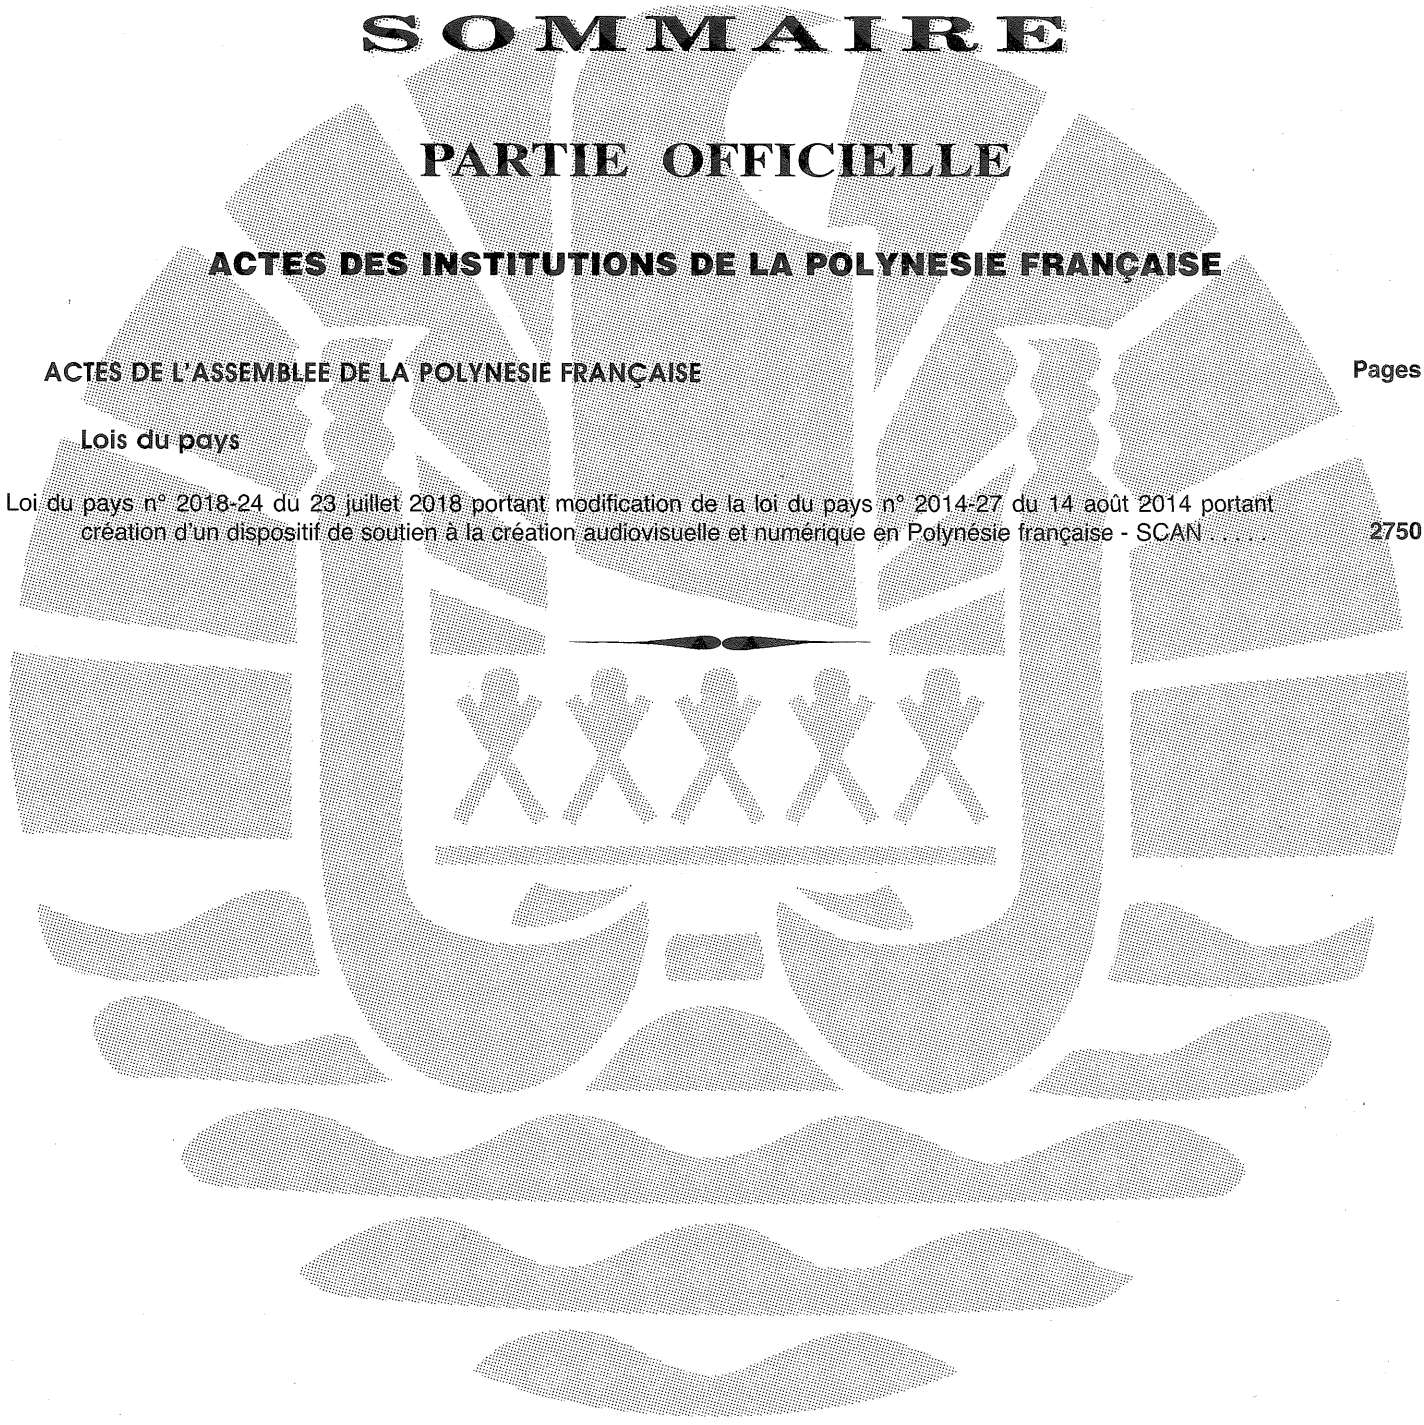 SOMMAIRE
PARTIE OFFICIELLE
ACTES DES INSTITUTIONS DE LA POLYNESIE FRANÇAISE
ACTES DE L'ASSEMBLEE DE LA POLYNESIE FRANÇAISE Pages
Lois du pays
Loi du pays n° 2018-24 du 23 juillet 2018 portant modification de la loi du pays n° 2014-27 du 14 août 2014 portant
création d'un dispositif de soutien à la création audiovisuelle et numérique en Polynésie française - SCAN . . . . . 2750